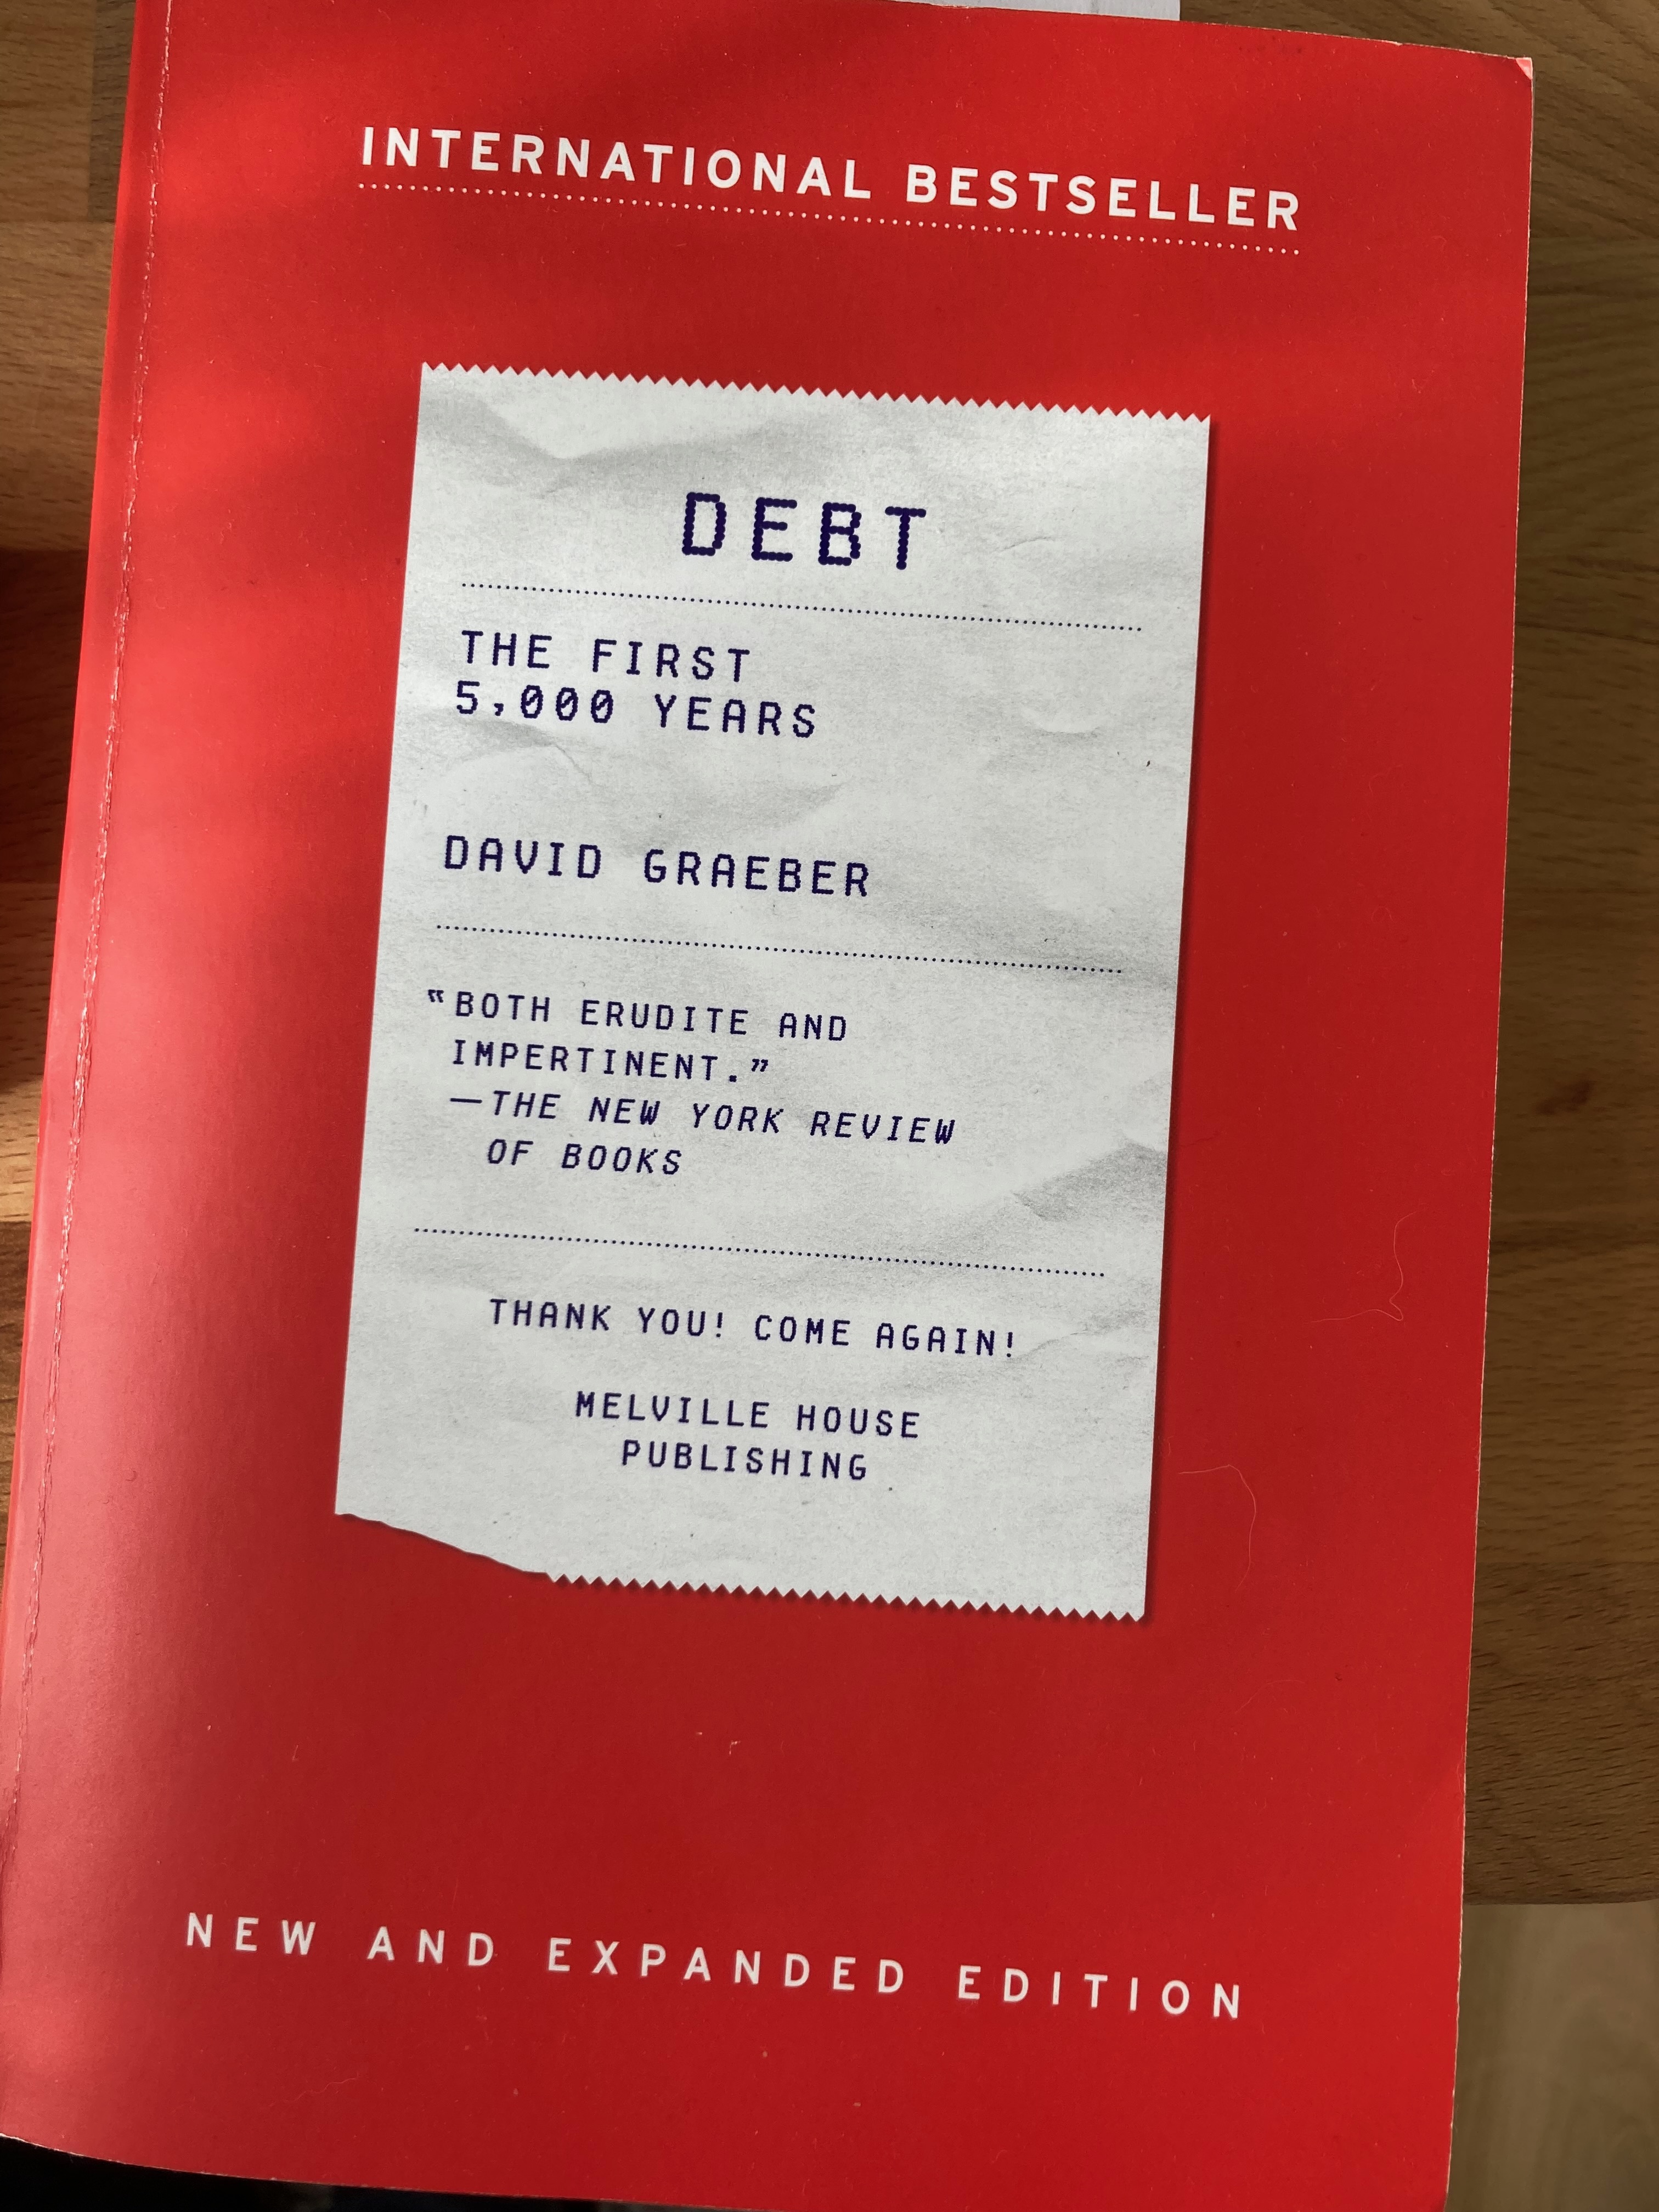 INTERNATIONAL BESTSELLER
DEBT
THE FIRST
5,000 YEARS
DAVID GRAEBER
"BOTH ERUDITE AND
IMPERTINENT."
—THE NEW YORK REVIEW
OF BOOKS
THANK YOU! COME AGAIN!
MELVILLE HOUSE
PUBLISHING
NEW AND EXPANDED EDITION